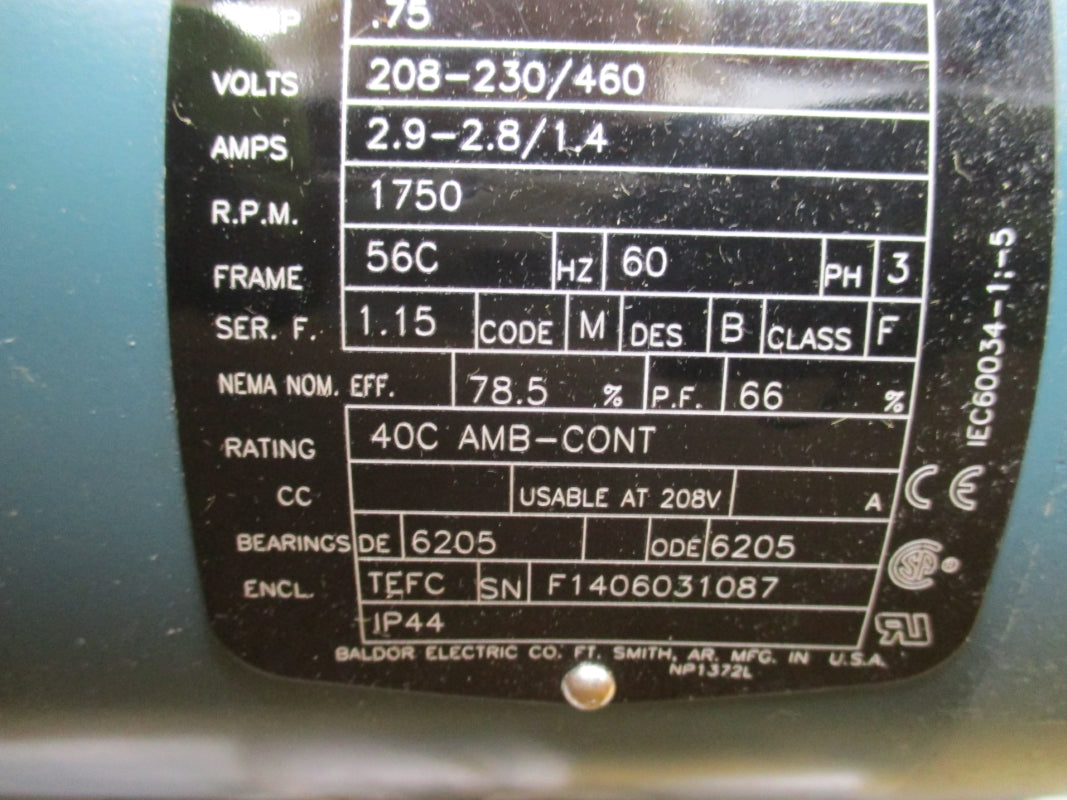 .75
VOLTS 208-230/460
AMPS 2.9-2.8/1.4
R.P.M. 1750
FRAME 56C HZ 60 PH 3
SER. F. 1.15 CODE M DES B CLASS F
NEMA NOM. EFF. 78.5 % P.F. 66 %
RATING 40C AMB-CONT
CC USABLE AT 208V A
BEARINGS DE 6205 ODE 6205
ENCL. TEFC SN F1406031087
IP44
BALDOR ELECTRIC CO. FT. SMITH, AR. MFG. IN U.S.A.
NP1372L
IEC60034-1:-5
CE
SP
RU